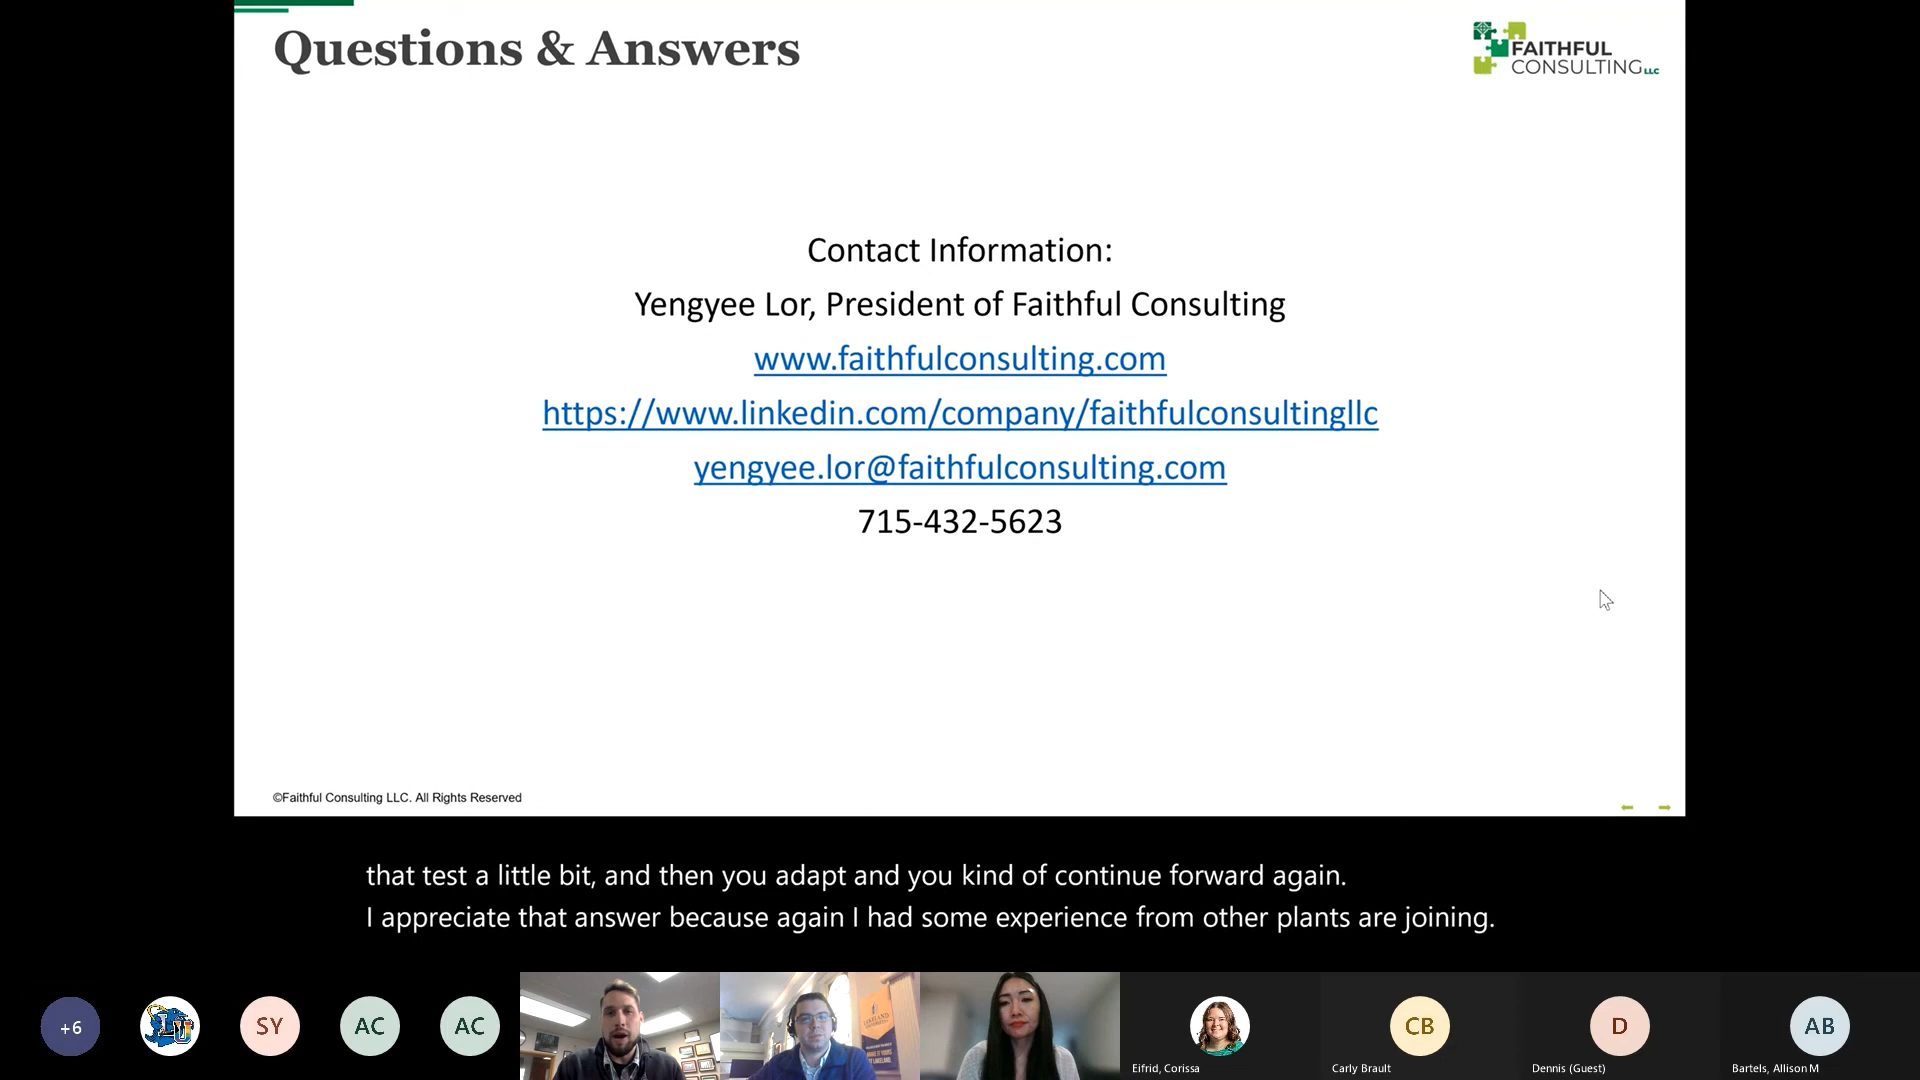 Questions & Answers
FAITHFUL
CONSULTING LLC
Contact Information:
Yengyee Lor, President of Faithful Consulting
www.faithfulconsulting.com
https://www.linkedin.com/company/faithfulconsultingllc
yengyee.lor@faithfulconsulting.com
715-432-5623
©Faithful Consulting LLC. All Rights Reserved
that test a little bit, and then you adapt and you kind of continue forward again.
I appreciate that answer because again I had some experience from other plants are joining.
+6
LU
SY
AC
AC
LAKELAND
CB
D
AB
Eifrid, Corissa
Carly Brault
Dennis (Guest)
Bartels, Allison M